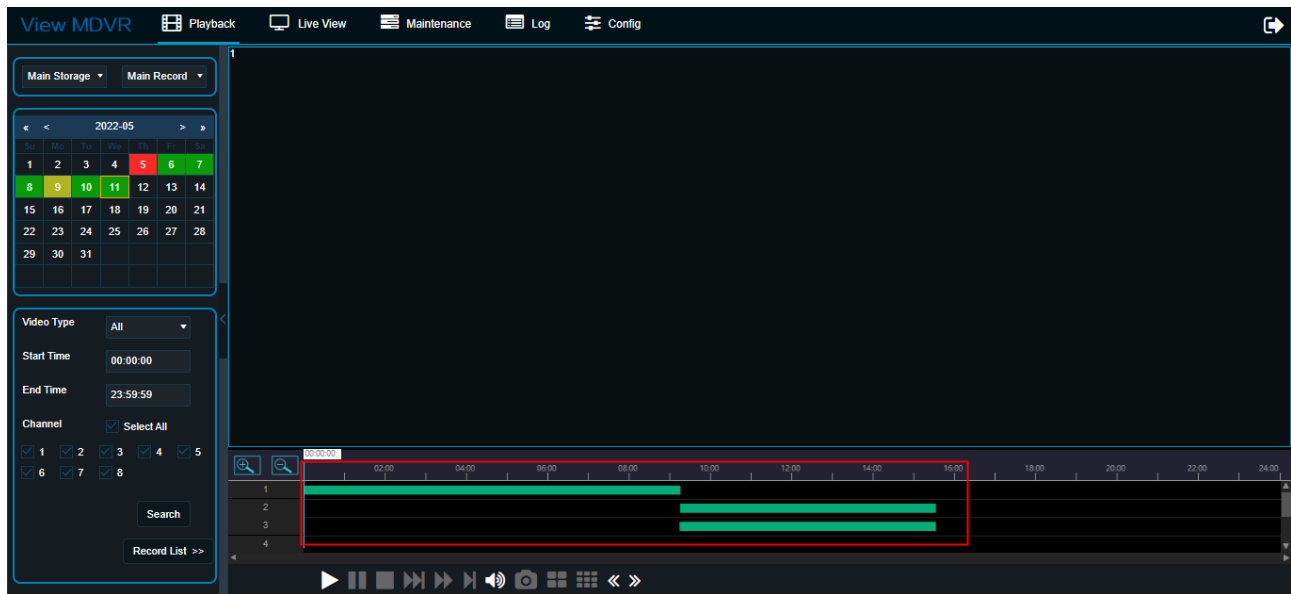 View MDVR Playback Live View Maintenance Log Config
Main Storage Main Record
1
« < 2022-05 > »
Su Mo Tu We Th Fr Sa
1 2 3 4 5 6 7
8 9 10 11 12 13 14
15 16 17 18 19 20 21
22 23 24 25 26 27 28
29 30 31
Video Type All
Start Time 00:00:00
End Time 23:59:59
Channel Select All
1 2 3 4 5
6 7 8
Search
Record List >>
00:00:00
02:00 04:00 06:00 08:00 10:00 12:00 14:00 16:00 18:00 20:00 22:00 24:00
1
2
3
4